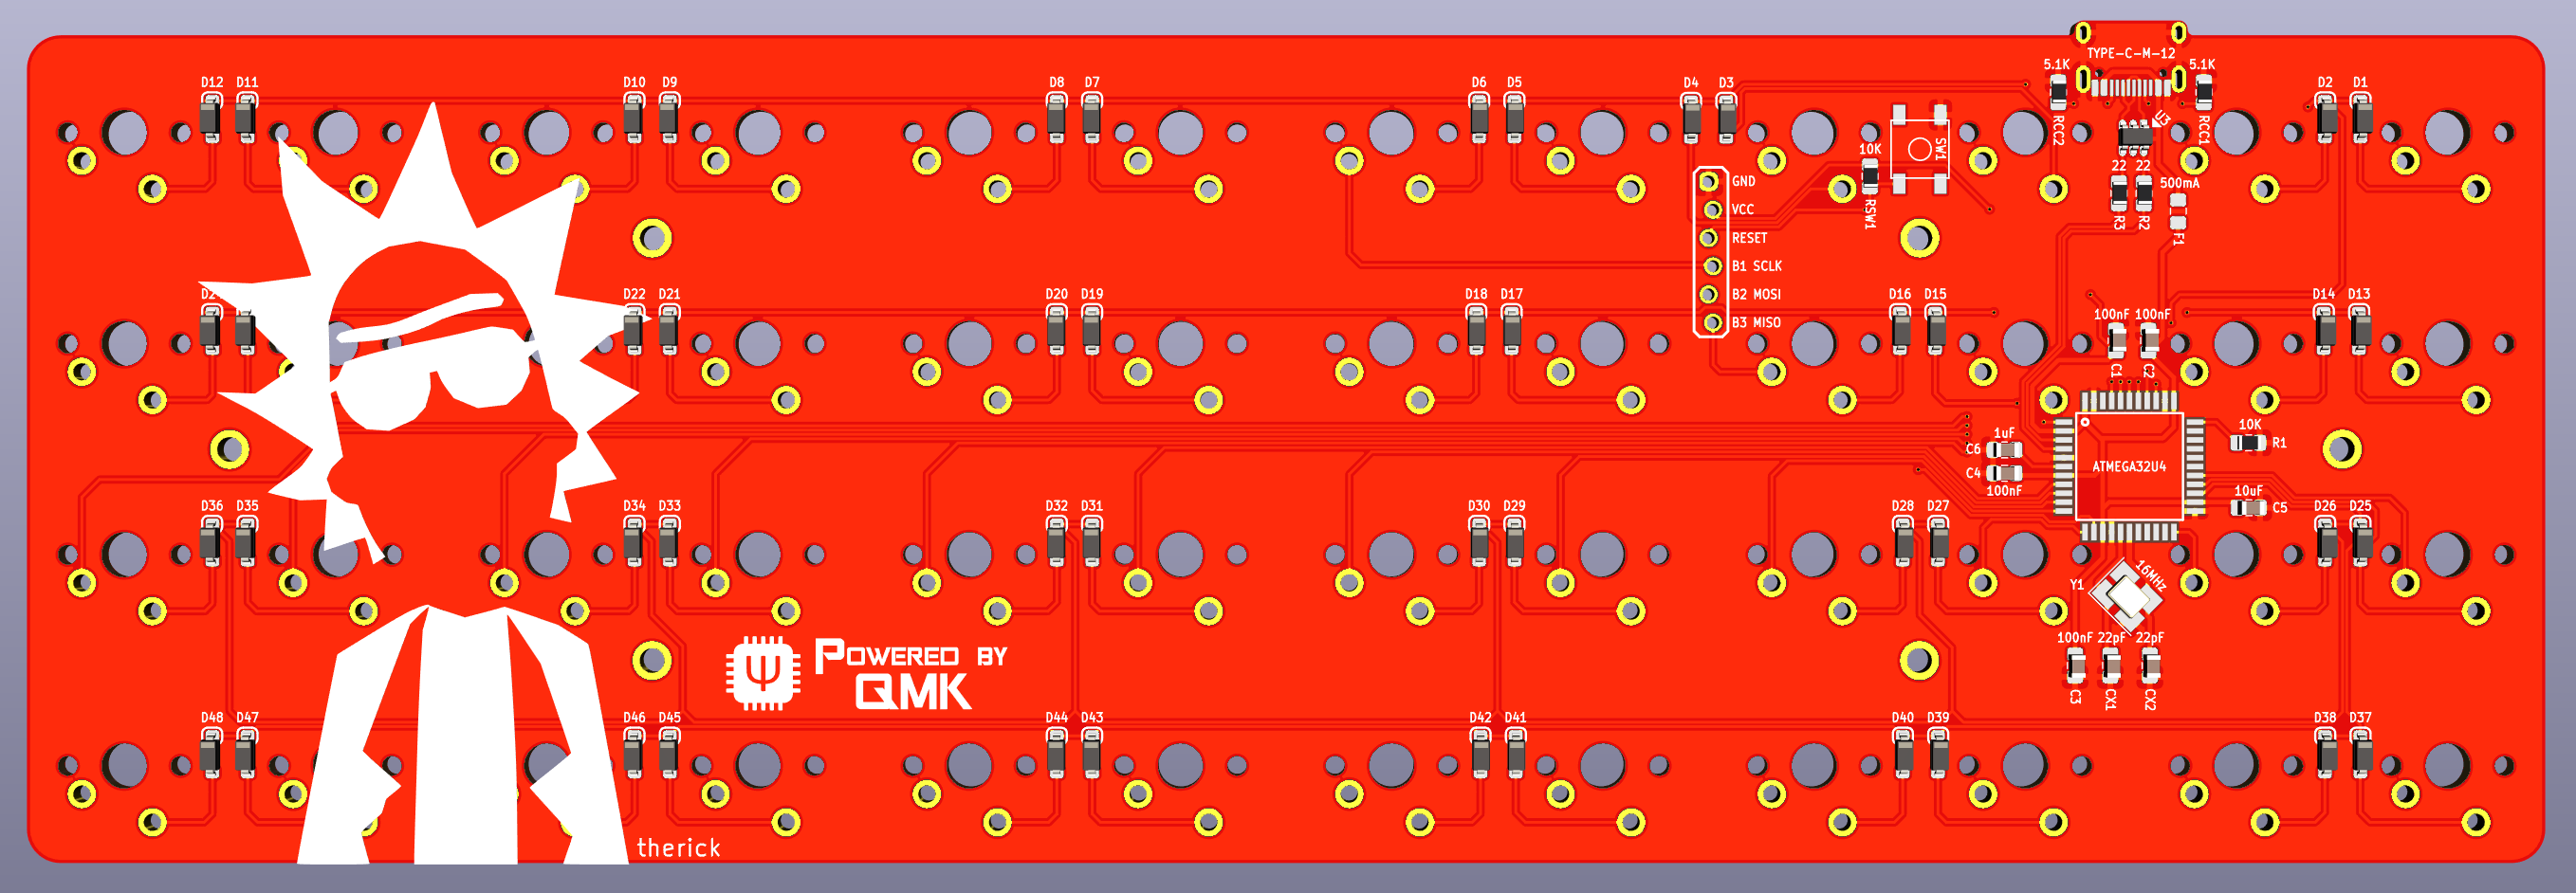 TYPE-C-M-12
5.1K
5.1K
D12 D11
D10 D9
D8 D7
D6 D5
D4 D3
D2 D1
RCC2
U3
RCC1
10K
SW1
RSW1
22 22
500mA
R3 R2
F1
GND
VCC
RESET
B1 SCLK
B2 MOSI
B3 MISO
D22 D21
D20 D19
D18 D17
D16 D15
D14 D13
100nF 100nF
C1 C2
1uF
C6
C4
100nF
ATMEGA32U4
10K
R1
10uF
C5
D36 D35
D34 D33
D32 D31
D30 D29
D28 D27
D26 D25
Y1
16MHz
100nF 22pF 22pF
C3 CX1 CX2
POWERED BY
QMK
D48 D47
D46 D45
D44 D43
D42 D41
D40 D39
D38 D37
therick